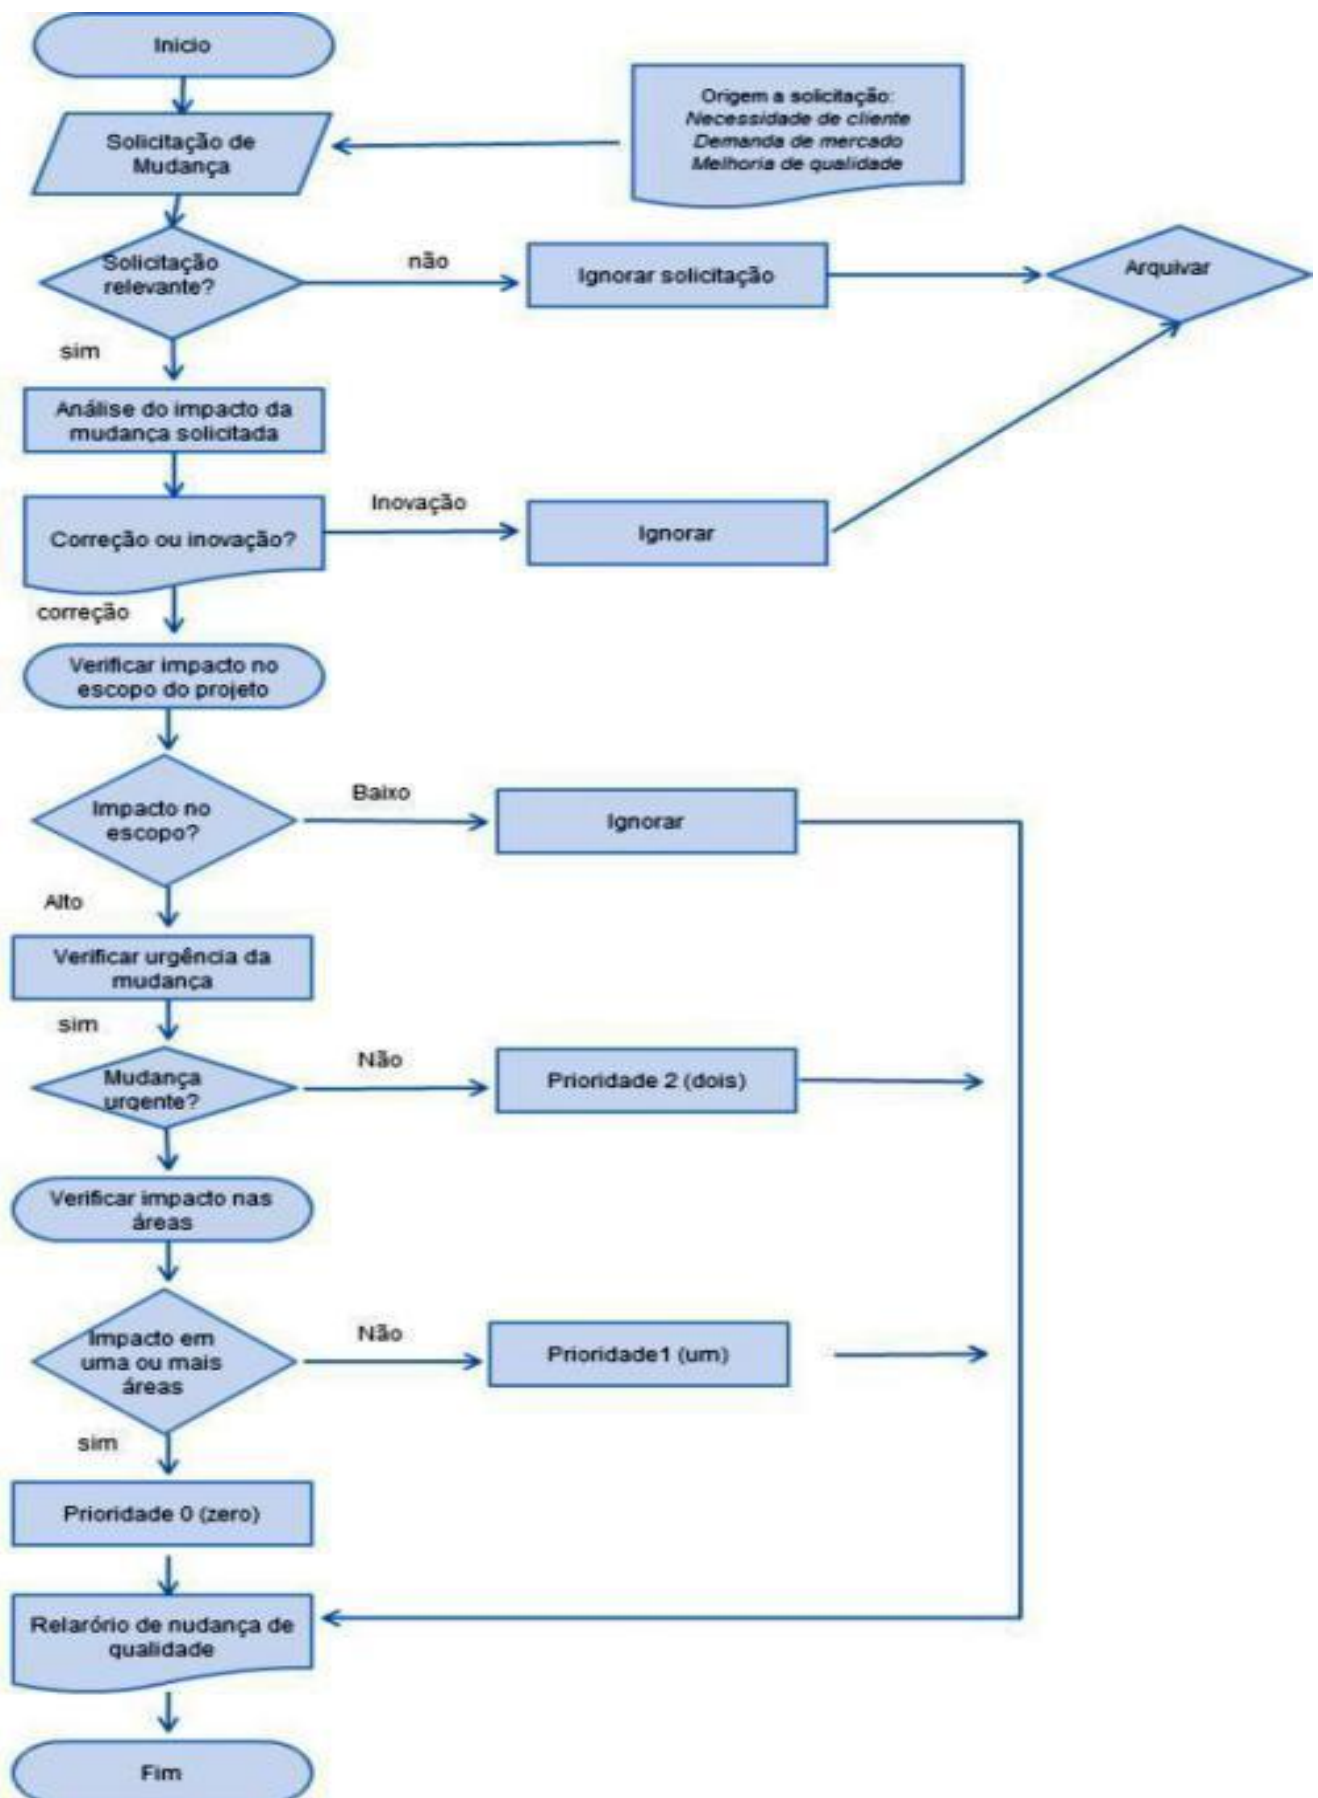 Inicio
Origem a solicitação:
Necessidade de cliente
Demanda de mercado
Melhoria de qualidade
Solicitação de
Mudança
Solicitação
relevante?
não
Ignorar solicitação
Arquivar
sim
Análise do impacto da
mudança solicitada
Correção ou inovação?
Inovação
Ignorar
correção
Verificar impacto no
escopo do projeto
Impacto no
escopo?
Baixo
Ignorar
Alto
Verificar urgência da
mudança
sim
Mudança
urgente?
Não
Prioridade 2 (dois)
Verificar impacto nas
áreas
Impacto em
uma ou mais
áreas
Não
Prioridade1 (um)
sim
Prioridade 0 (zero)
Relarório de nudança de
qualidade
Fim